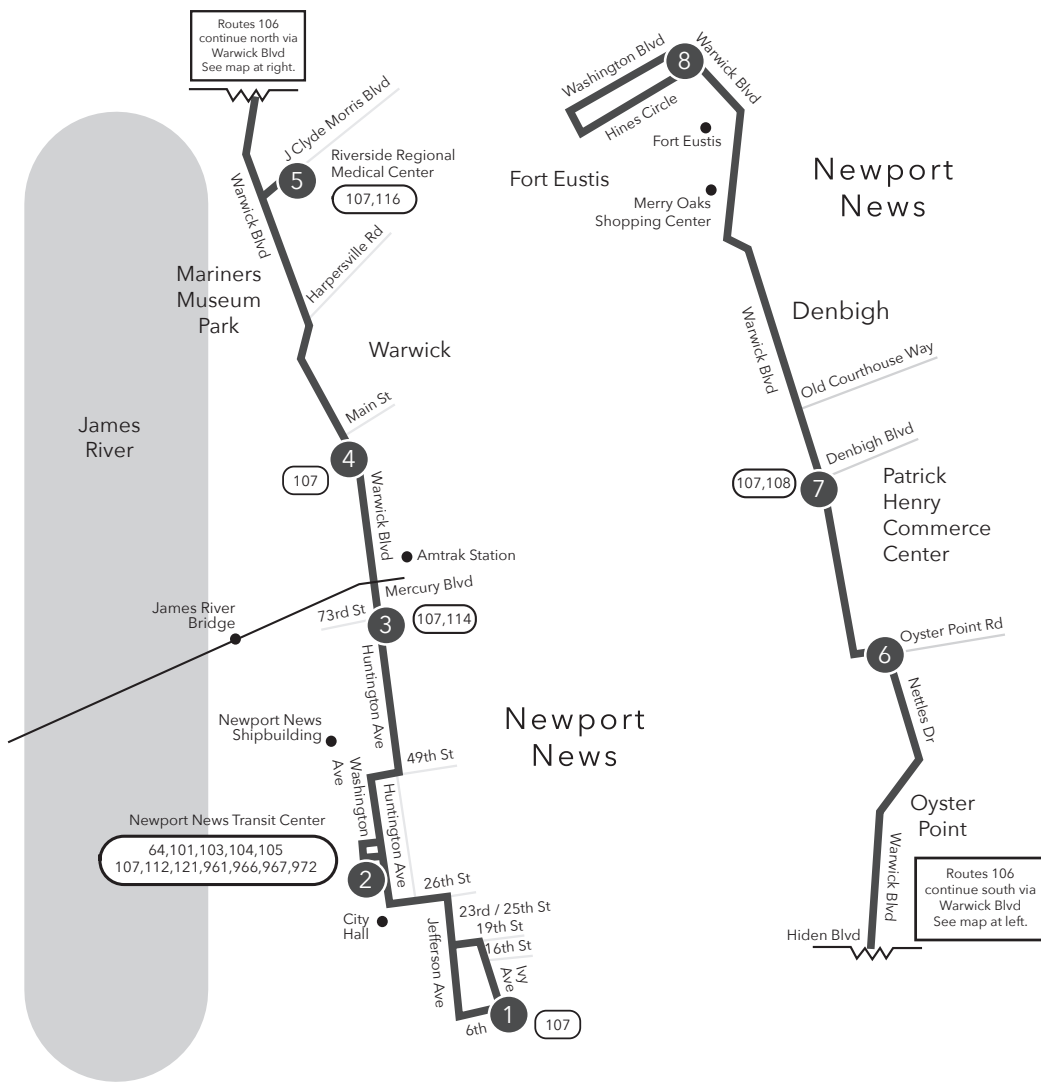 Routes 106
continue north via
Warwick Blvd
See map at right.
J Clyde Morris Blvd
5
Riverside Regional
Medical Center
107,116
Warwick Blvd
Harpersville Rd
Mariners
Museum
Park
Warwick
Main St
James
River
4
107
Warwick Blvd
Amtrak Station
Mercury Blvd
James River
Bridge
73rd St
3
107,114
Huntington Ave
Newport News
Shipbuilding
Newport
News
49th St
Washington
Ave
Huntington Ave
Newport News Transit Center
64,101,103,104,105
107,112,121,961,966,967,972
2
26th St
City
Hall
23rd / 25th St
19th St
16th St
Jefferson Ave
Ivy
Ave
1
6th
107
Washington Blvd
8
Warwick Blvd
Hines Circle
Fort Eustis
Fort Eustis
Newport
News
Merry Oaks
Shopping Center
Denbigh
Warwick Blvd
Old Courthouse Way
Denbigh Blvd
107,108
7
Patrick
Henry
Commerce
Center
Oyster Point Rd
6
Nettles Dr
Oyster
Point
Warwick Blvd
Routes 106
continue south via
Warwick Blvd
See map at left.
Hiden Blvd